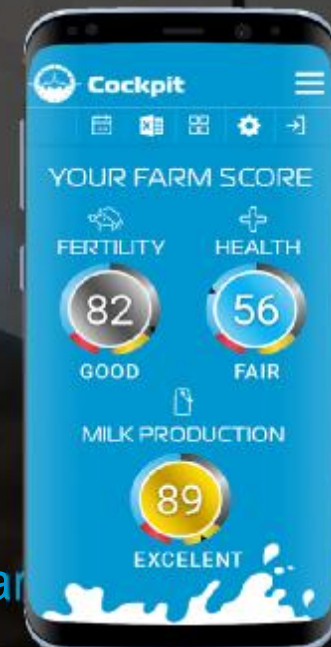 Cockpit
YOUR FARM SCORE
FERTILITY
HEALTH
82
56
GOOD
FAIR
MILK PRODUCTION
89
EXCELENT